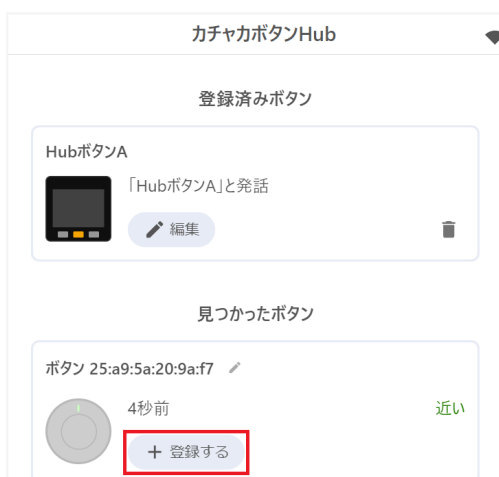 カチャカボタンHub
登録済みボタン
HubボタンA
「HubボタンA」と発話
編集
見つかったボタン
ボタン 25:a9:5a:20:9a:f7
4秒前
近い
+ 登録する